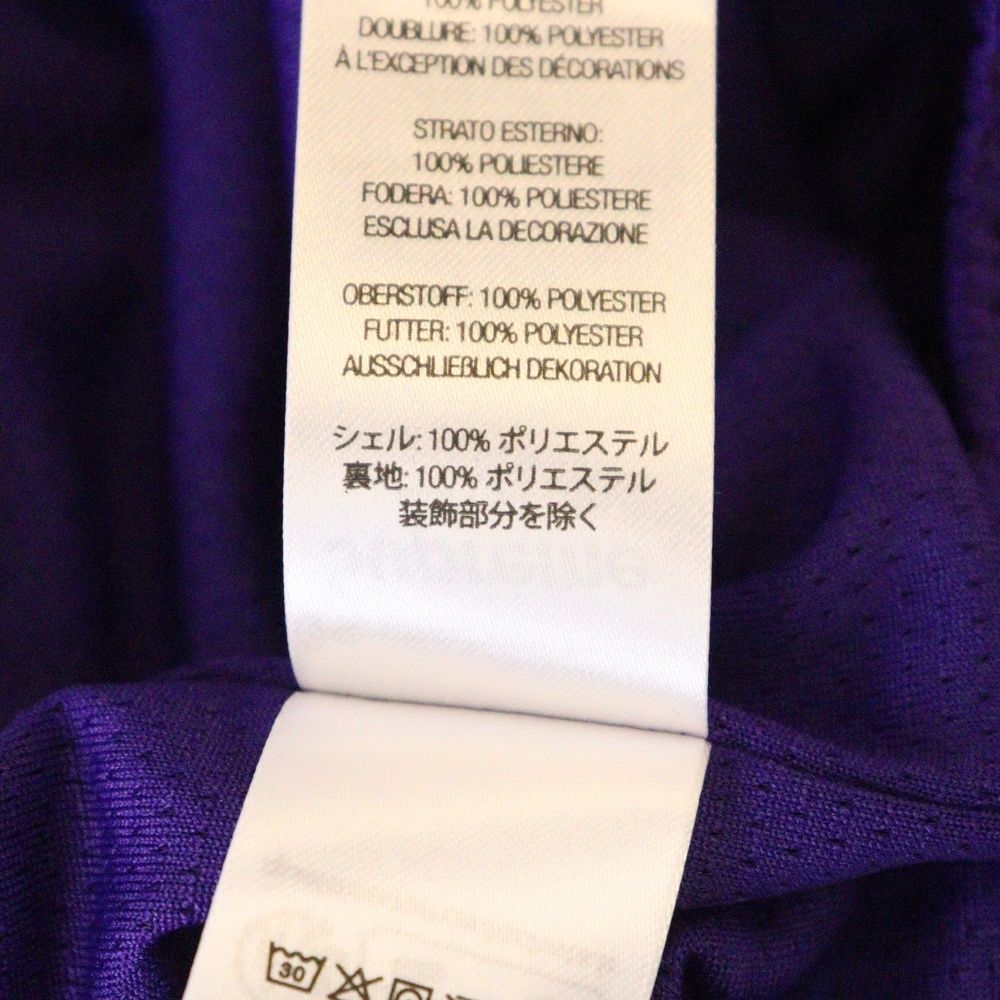 100% POLYESTER
DOUBLURE: 100% POLYESTER
À L'EXCEPTION DES DÉCORATIONS
STRATO ESTERNO:
100% POLIESTERE
FODERA: 100% POLIESTERE
ESCLUSA LA DECORAZIONE
OBERSTOFF: 100% POLYESTER
FUTTER: 100% POLYESTER
AUSSCHLIEßLICH DEKORATION
シェル: 100% ポリエステル
裏地: 100% ポリエステル
装飾部分を除く
30